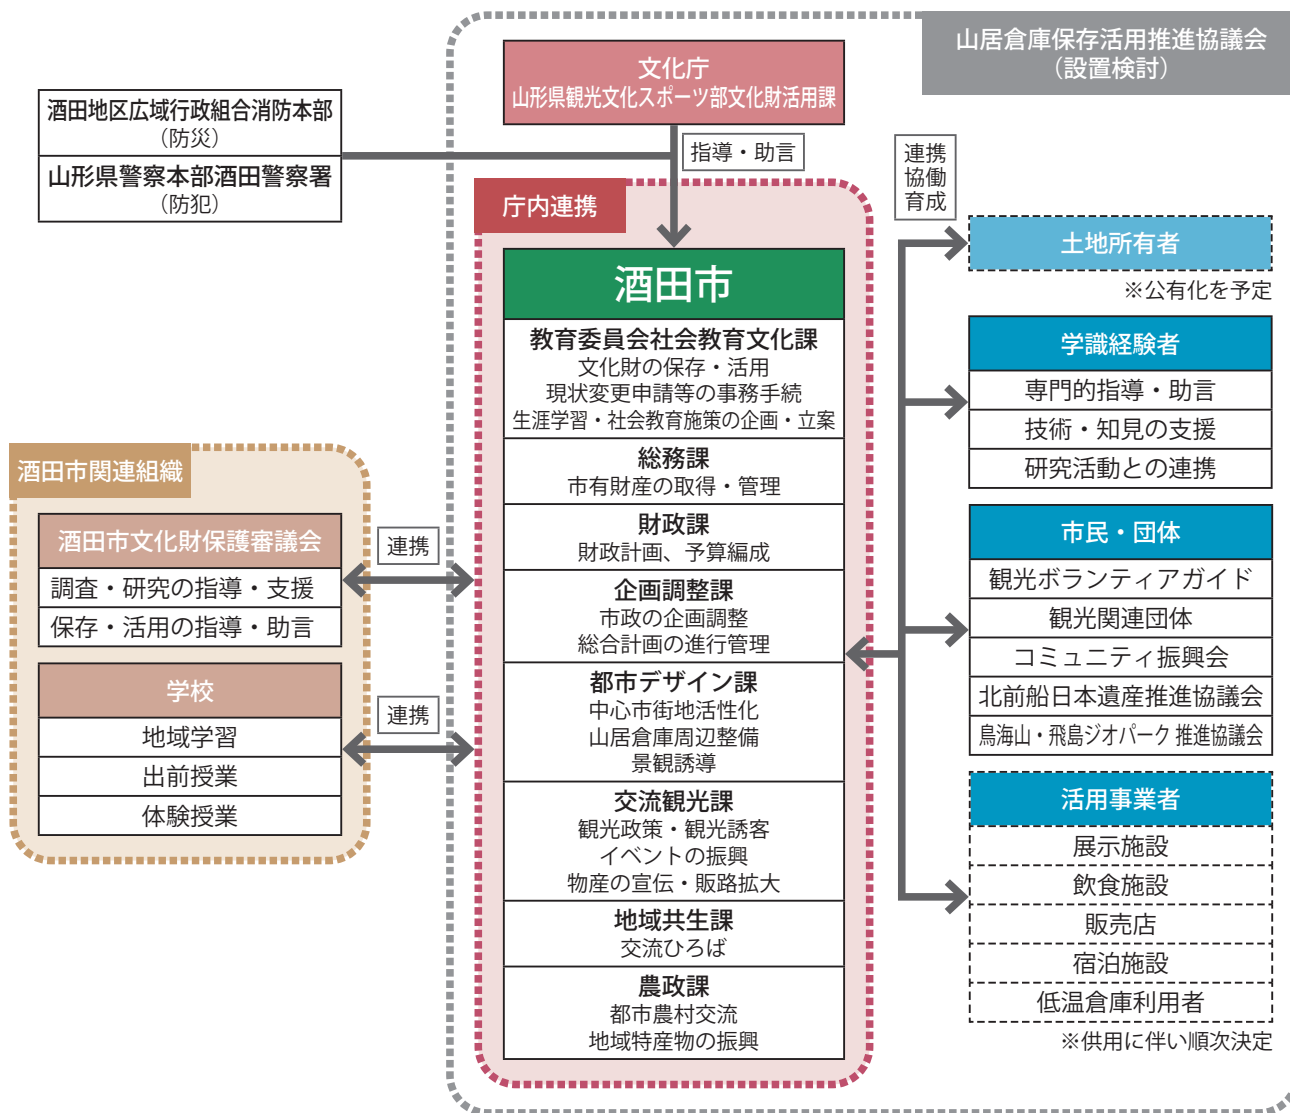 山居倉庫保存活用推進協議会
（設置検討）
文化庁
山形県観光文化スポーツ部文化財活用課
酒田地区広域行政組合消防本部
（防災）
山形県警察本部酒田警察署
（防犯）
指導・助言
連携
協働
育成
庁内連携
酒田市
教育委員会社会教育文化課
文化財の保存・活用
現状変更申請等の事務手続
生涯学習・社会教育施策の企画・立案
総務課
市有財産の取得・管理
財政課
財政計画、予算編成
企画調整課
市政の企画調整
総合計画の進行管理
都市デザイン課
中心市街地活性化
山居倉庫周辺整備
景観誘導
交流観光課
観光政策・観光誘客
イベントの振興
物産の宣伝・販路拡大
地域共生課
交流ひろば
農政課
都市農村交流
地域特産物の振興
酒田市関連組織
酒田市文化財保護審議会
調査・研究の指導・支援
保存・活用の指導・助言
連携
学校
地域学習
出前授業
体験授業
連携
土地所有者
※公有化を予定
学識経験者
専門的指導・助言
技術・知見の支援
研究活動との連携
市民・団体
観光ボランティアガイド
観光関連団体
コミュニティ振興会
北前船日本遺産推進協議会
鳥海山・飛島ジオパーク 推進協議会
活用事業者
展示施設
飲食施設
販売店
宿泊施設
低温倉庫利用者
※供用に伴い順次決定